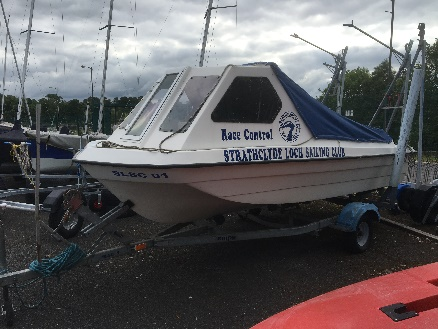 Race Control
STRATHCLYDE LOCH SAILING CLUB
SLSC 01